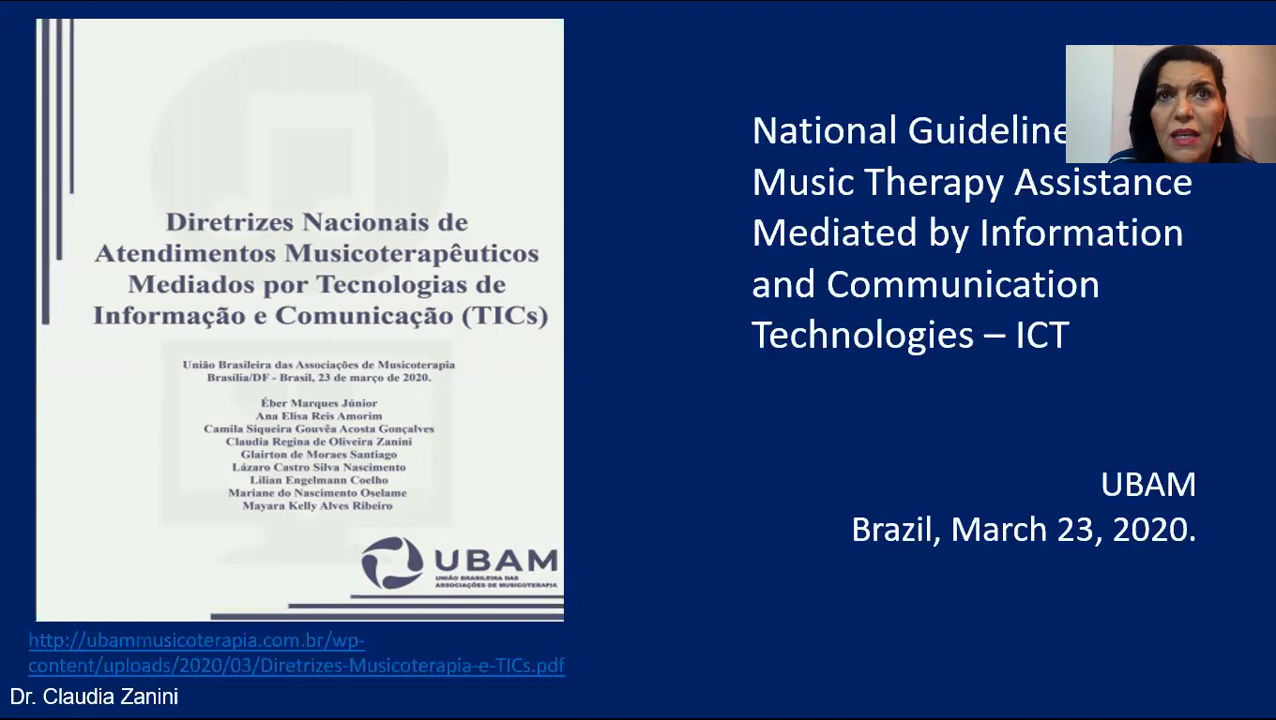 Diretrizes Nacionais de
Atendimentos Musicoterapêuticos
Mediados por Tecnologias de
Informação e Comunicação (TICs)
União Brasileira das Associações de Musicoterapia
Brasília/DF - Brasil, 23 de março de 2020.
Éber Marques Júnior
Ana Elisa Reis Amorim
Camila Siqueira Gouvêa Acosta Gonçalves
Claudia Regina de Oliveira Zanini
Glairton de Moraes Santiago
Lázaro Castro Silva Nascimento
Lilian Engelmann Coelho
Mariane do Nascimento Oselame
Mayara Kelly Alves Ribeiro
UBAM
UNIÃO BRASILEIRA DAS
ASSOCIAÇÕES DE MUSICOTERAPIA
http://ubammusicoterapia.com.br/wp-
content/uploads/2020/03/Diretrizes-Musicoterapia-e-TICs.pdf
Dr. Claudia Zanini
National Guideline
Music Therapy Assistance
Mediated by Information
and Communication
Technologies – ICT
UBAM
Brazil, March 23, 2020.